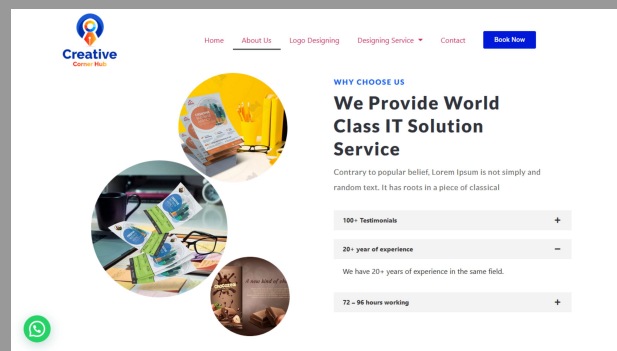 Creative
Corner Hub
Home About Us Logo Designing Designing Service Contact Book Now
WHY CHOOSE US
We Provide World
Class IT Solution
Service
Contrary to popular belief, Lorem Ipsum is not simply and
random text. It has roots in a piece of classical
100+ Testimonials +
20+ year of experience −
We have 20+ years of experience in the same field.
72 – 96 hours working +
A new kind of